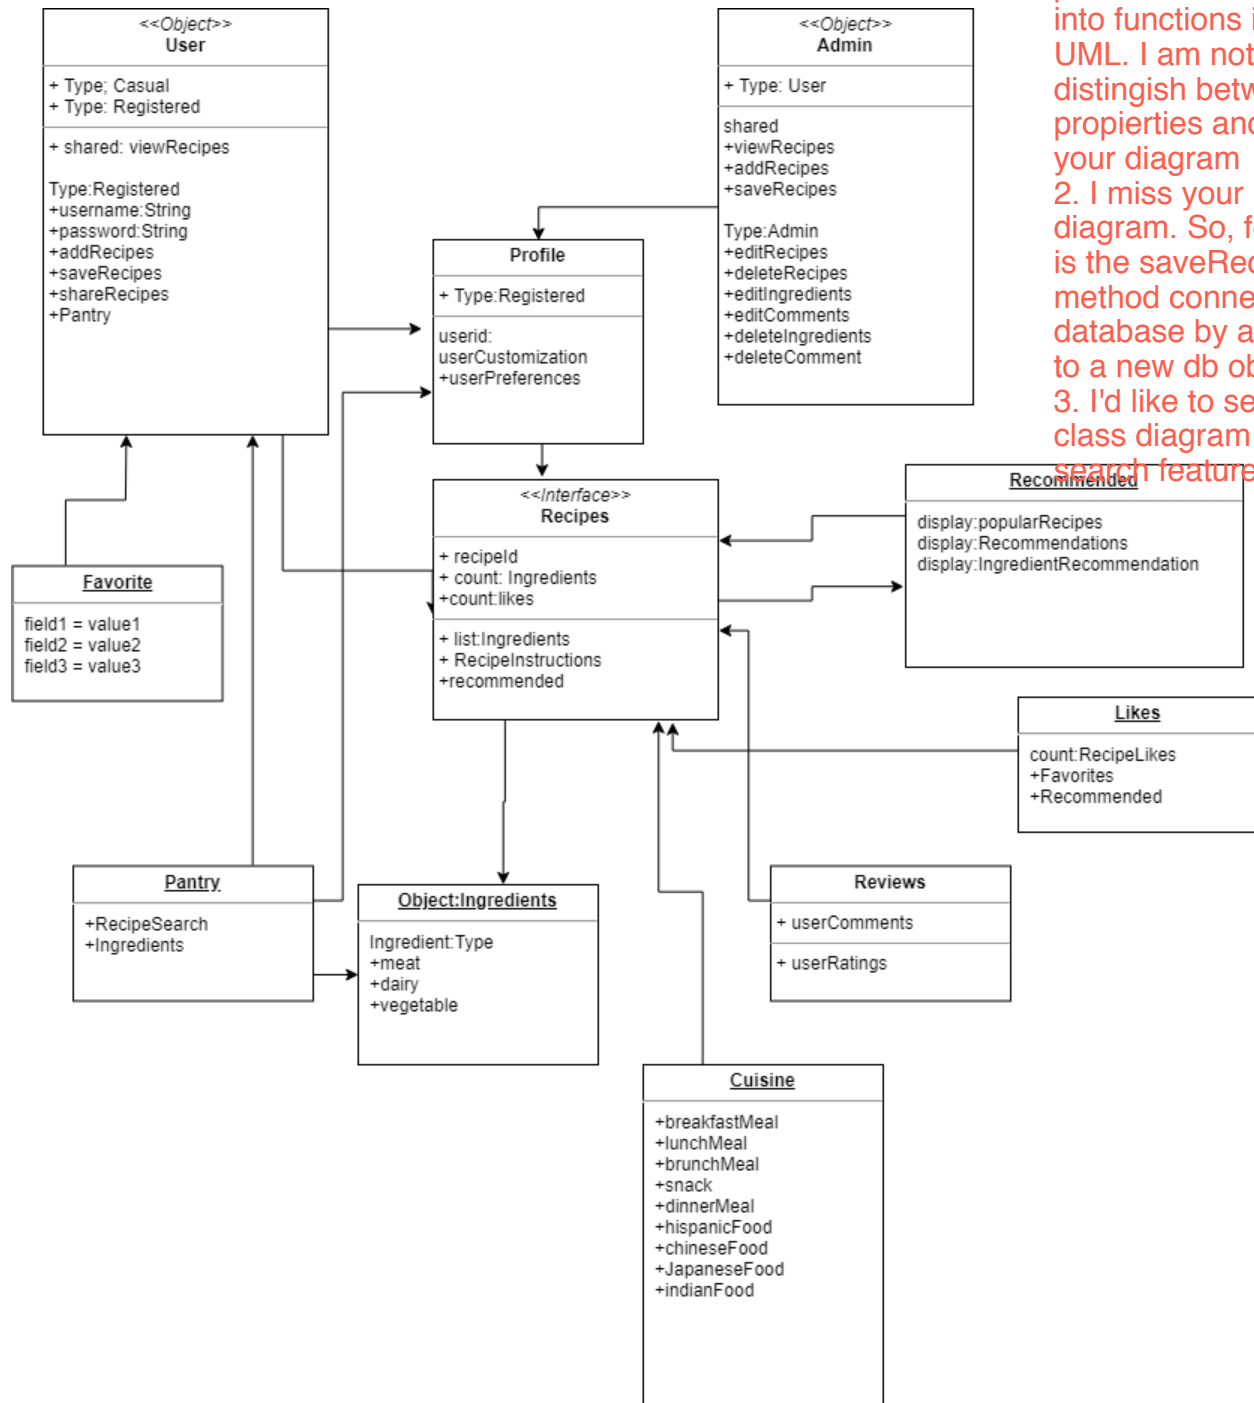 <<Object>>
User
+ Type; Casual
+ Type: Registered
+ shared: viewRecipes
Type:Registered
+username:String
+password:String
+addRecipes
+saveRecipes
+shareRecipes
+Pantry
<<Object>>
Admin
+ Type: User
shared
+viewRecipes
+addRecipes
+saveRecipes
Type:Admin
+editRecipes
+deleteRecipes
+editIngredients
+editComments
+deleteIngredients
+deleteComment
into functions i
UML. I am not
distingish betw
propierties and
your diagram
2. I miss your
diagram. So, f
is the saveRec
method conne
database by a
to a new db ob
3. I'd like to se
class diagram
search feature
Profile
+ Type:Registered
userid:
userCustomization
+userPreferences
<<Interface>>
Recipes
+ recipeId
+ count: Ingredients
+count:likes
+ list:Ingredients
+ RecipeInstructions
+recommended
Recommended
display:popularRecipes
display:Recommendations
display:IngredientRecommendation
Favorite
field1 = value1
field2 = value2
field3 = value3
Likes
count:RecipeLikes
+Favorites
+Recommended
Pantry
+RecipeSearch
+Ingredients
Object:Ingredients
Ingredient:Type
+meat
+dairy
+vegetable
Reviews
+ userComments
+ userRatings
Cuisine
+breakfastMeal
+lunchMeal
+brunchMeal
+snack
+dinnerMeal
+hispanicFood
+chineseFood
+JapaneseFood
+indianFood